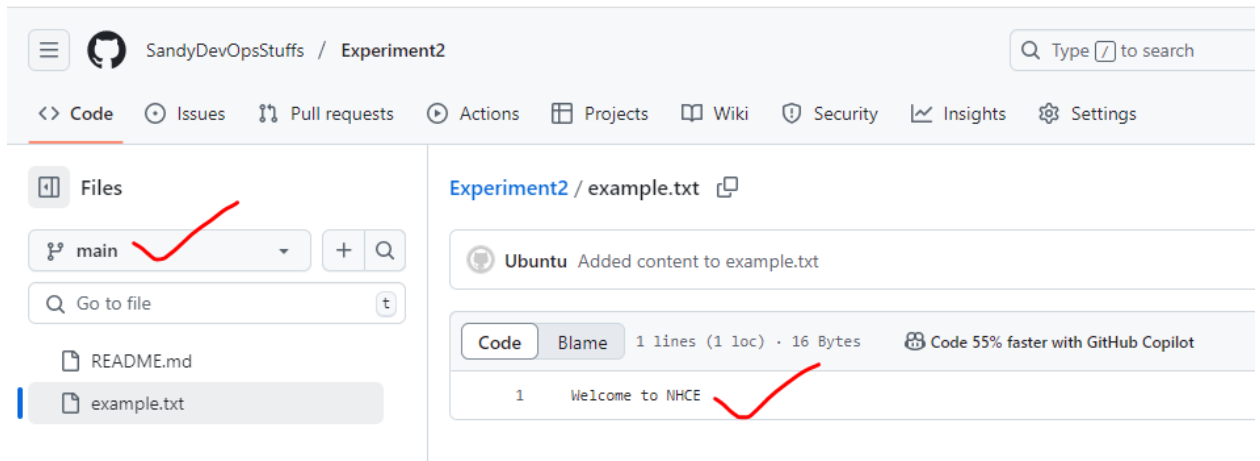 SandyDevOpsStuffs / Experiment2
Type / to search
<> Code Issues Pull requests Actions Projects Wiki Security Insights Settings
Files
main
Go to file t
README.md
example.txt
Experiment2 / example.txt
Ubuntu Added content to example.txt
Code Blame 1 lines (1 loc) · 16 Bytes Code 55% faster with GitHub Copilot
1 Welcome to NHCE